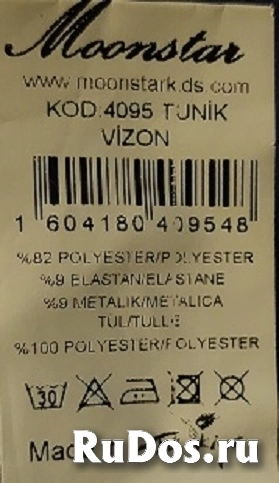 Moonstar
www.moonstark.ds.com
KOD:4095 TUNİK
VİZON
1 604180 409548
%82 POLYESTER/POLYESTER
%9 ELASTAN/ELASTANE
%9 METALIK/METALICA
TUL/TULLE
%100 POLYESTER/POLYESTER
30
RuDos.ru